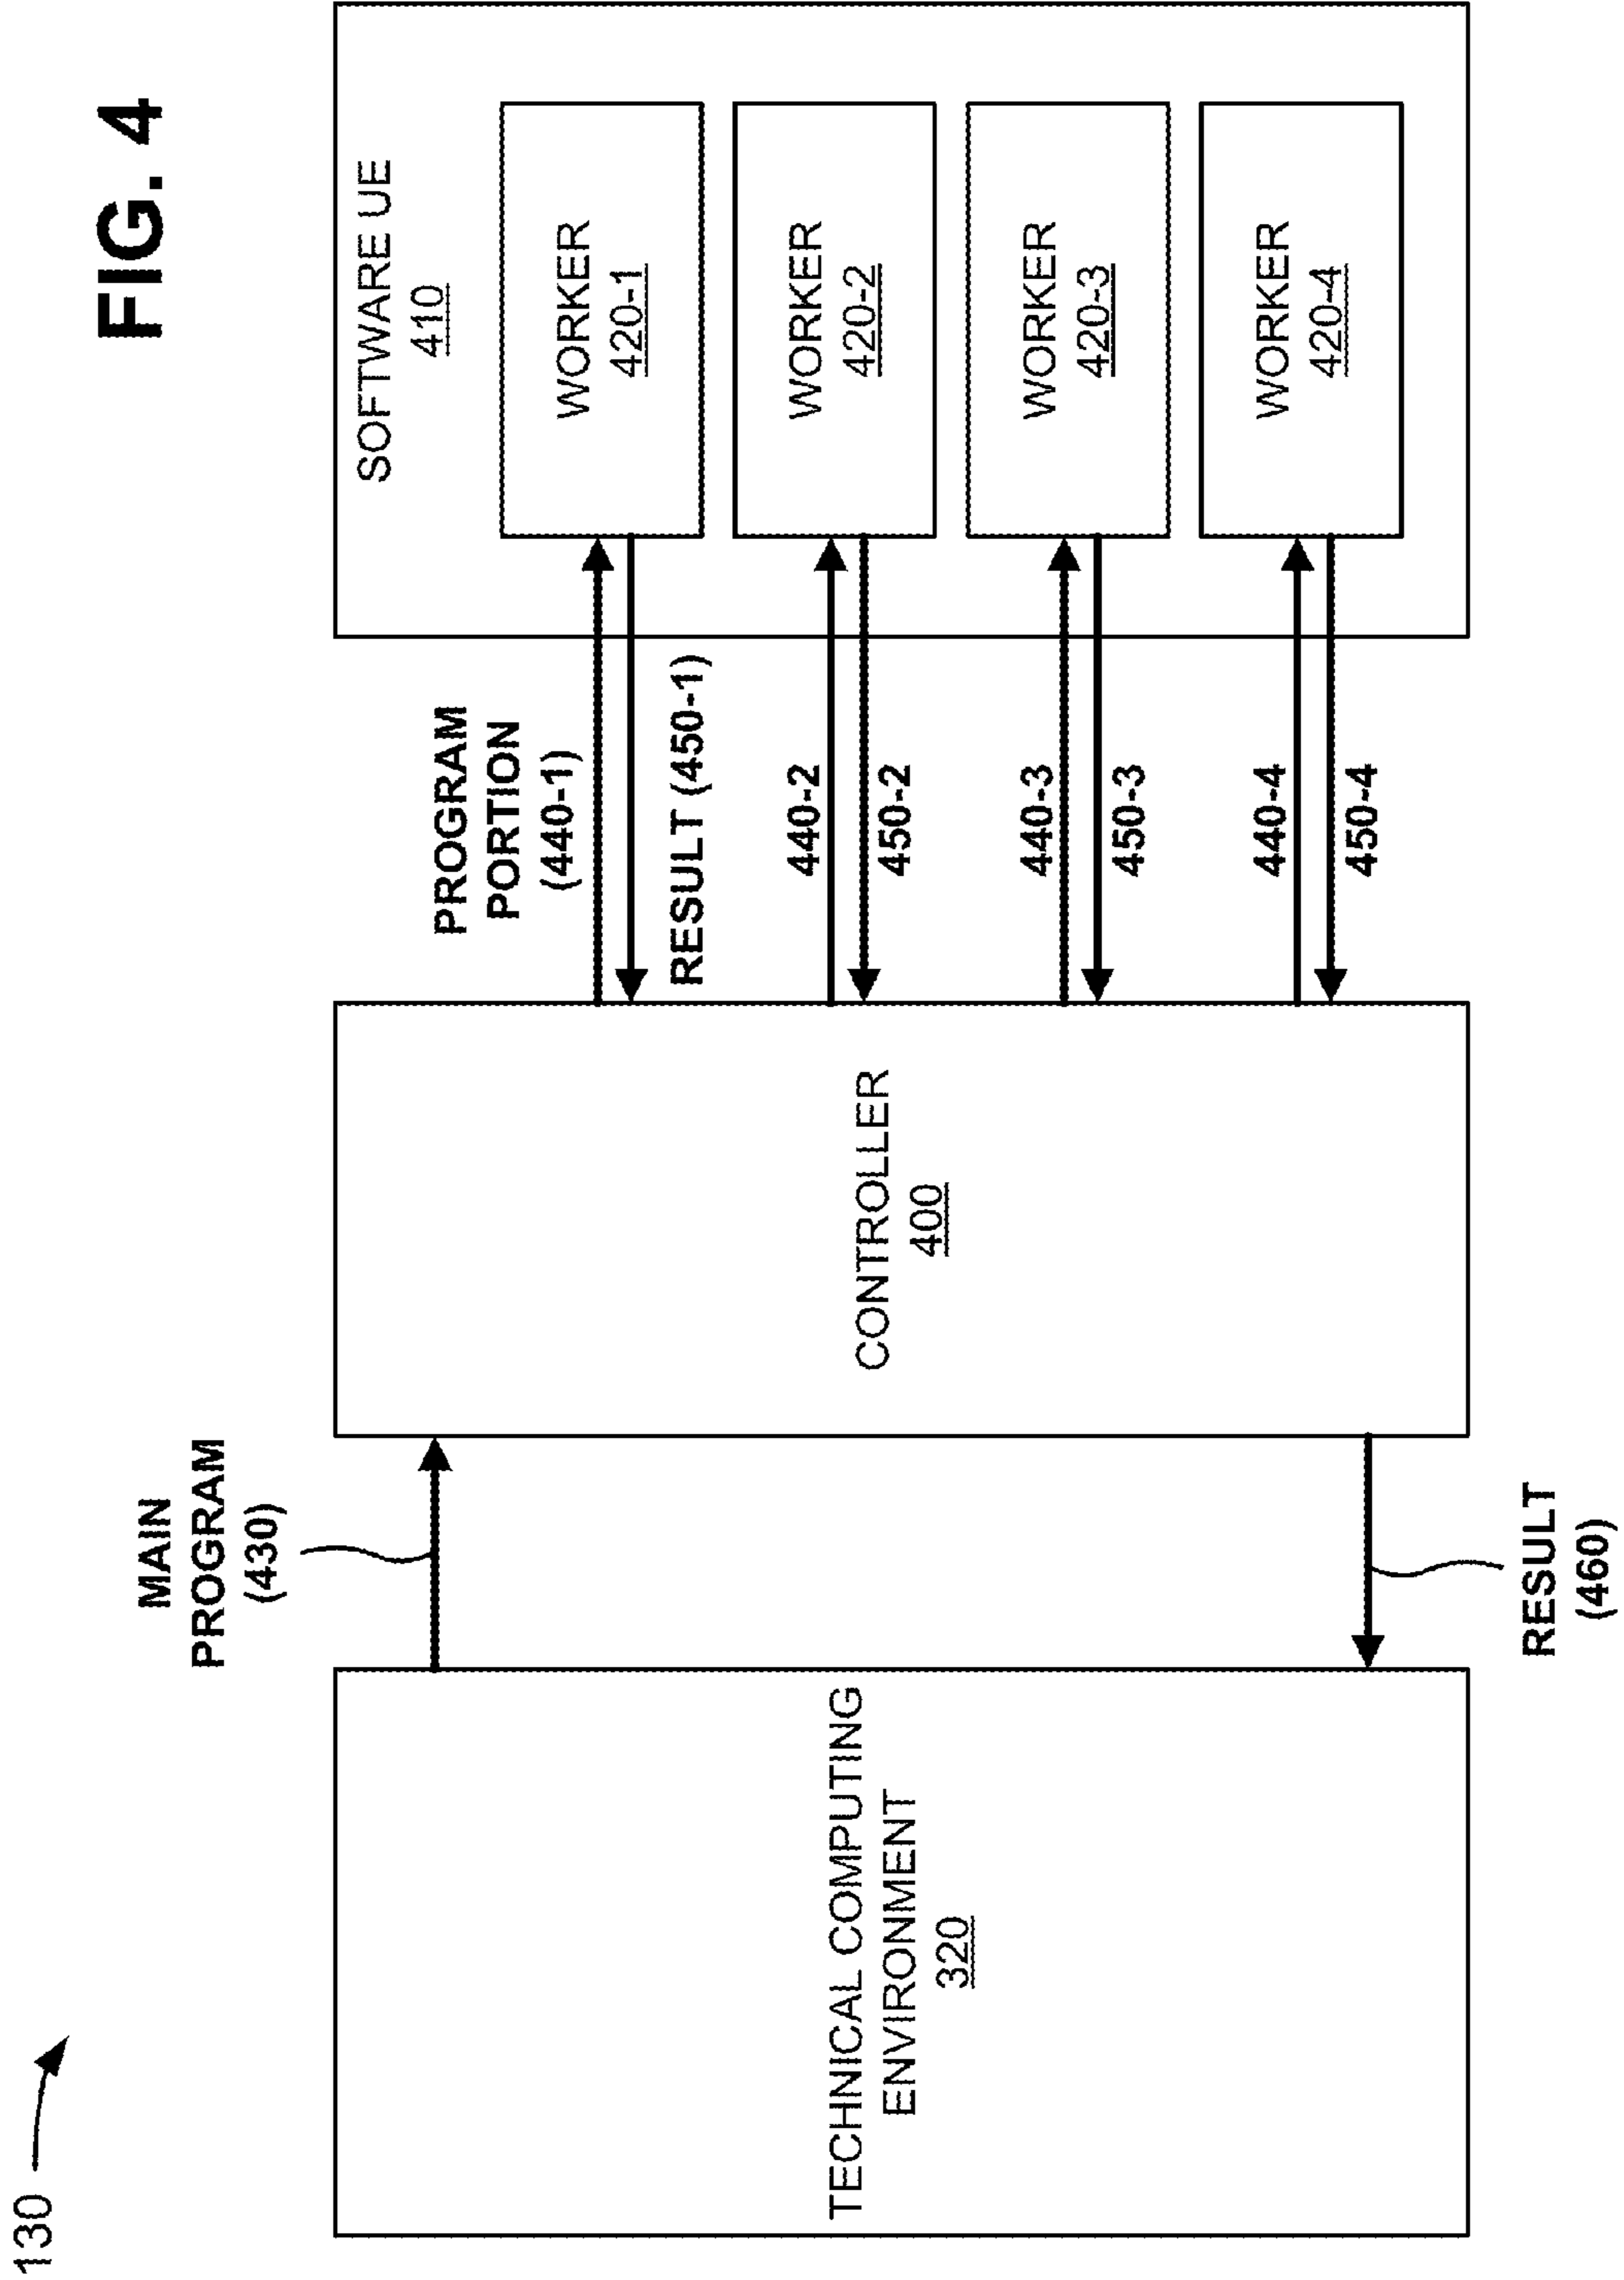 130
FIG. 4
MAIN
PROGRAM
(430)
TECHNICAL COMPUTING
ENVIRONMENT
320
RESULT
(460)
CONTROLLER
400
PROGRAM
PORTION
(440-1)
RESULT (450-1)
440-2
450-2
440-3
450-3
440-4
450-4
SOFTWARE UE
410
WORKER
420-1
WORKER
420-2
WORKER
420-3
WORKER
420-4